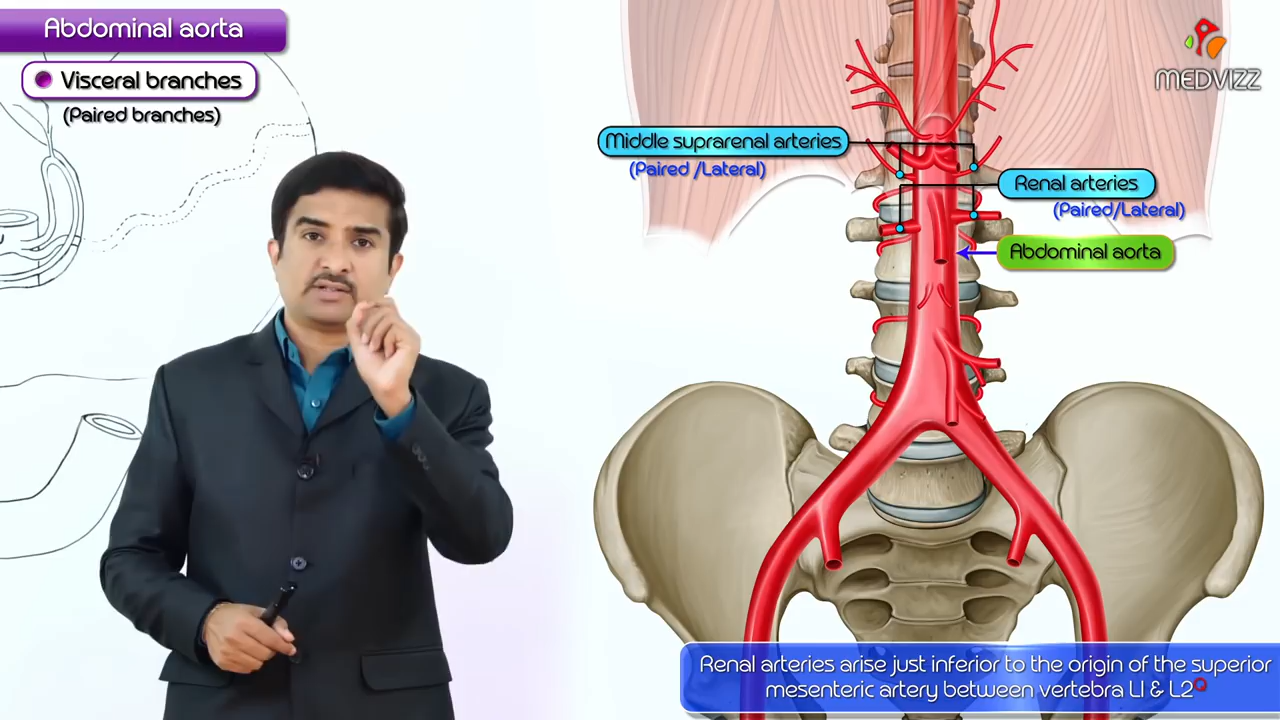 Abdominal aorta
Visceral branches
(Paired branches)
MEDVIZZ
Middle suprarenal arteries
(Paired /Lateral)
Renal arteries
(Paired/Lateral)
Abdominal aorta
Renal arteries arise just inferior to the origin of the superior
mesenteric artery between vertebra L1 & L2Q